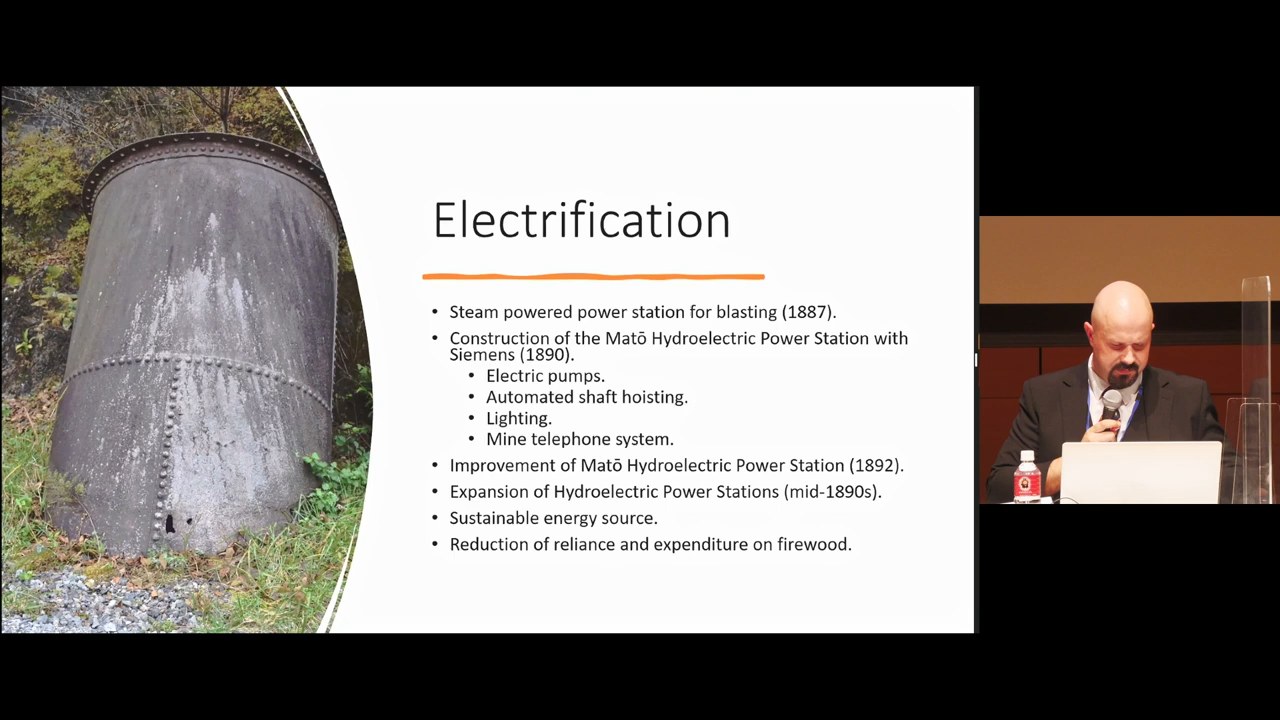 Electrification
• Steam powered power station for blasting (1887).
• Construction of the Matō Hydroelectric Power Station with
Siemens (1890).
• Electric pumps.
• Automated shaft hoisting.
• Lighting.
• Mine telephone system.
• Improvement of Matō Hydroelectric Power Station (1892).
• Expansion of Hydroelectric Power Stations (mid-1890s).
• Sustainable energy source.
• Reduction of reliance and expenditure on firewood.